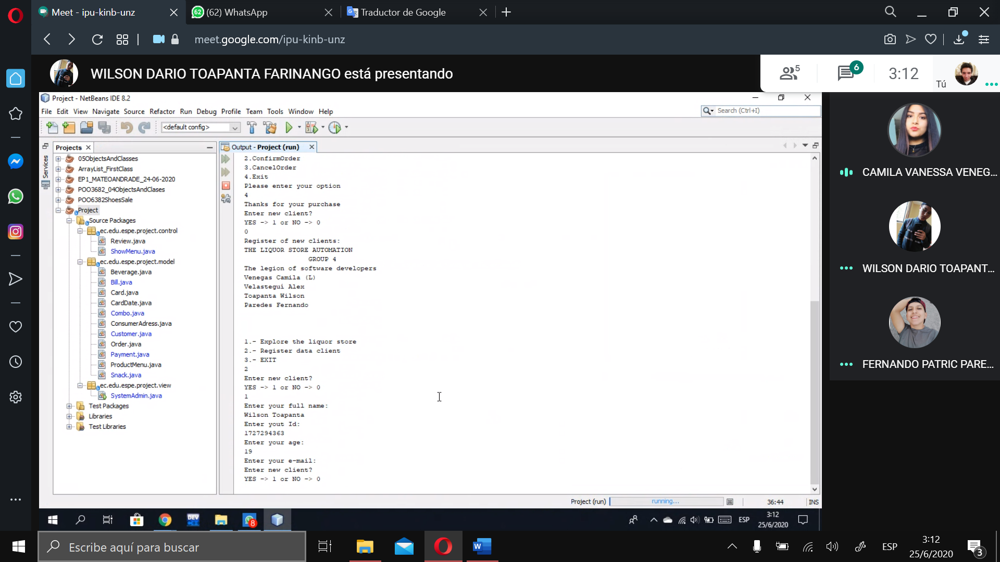 Meet - ipu-kinb-unz
62
(62) WhatsApp
Traductor de Google
meet.google.com/ipu-kinb-unz
WILSON DARIO TOAPANTA FARINANGO está presentando
5
6
3:12
Tú
Project - NetBeans IDE 8.2
File Edit View Navigate Source Refactor Run Debug Profile Team Tools Window Help
Search (Ctrl+I)
<default config>
Services
Projects
05ObjectsAndClasses
ArrayList_FirstClass
EP1_MATEOANDRADE_24-06-2020
POO3682_04ObjectsAndClases
POO6382ShoesSale
Project
Source Packages
ec.edu.espe.project.control
Review.java
ShowMenu.java
ec.edu.espe.project.model
Beverage.java
Bill.java
Card.java
CardDate.java
Combo.java
ConsumerAdress.java
Customer.java
Order.java
Payment.java
ProductMenu.java
Snack.java
ec.edu.espe.project.view
SystemAdmin.java
Test Packages
Libraries
Test Libraries
Output - Project (run)
2.ConfirmOrder
3.CancelOrder
4.Exit
Please enter your option
4
Thanks for your purchase
Enter new client?
YES -> 1 or NO -> 0
0
Register of new clients:
THE LIQUOR STORE AUTOMATION
GROUP 4
The legion of software developers
Venegas Camila (L)
Velastegui Alex
Toapanta Wilson
Paredes Fernando
1.- Explore the liquor store
2.- Register data client
3.- EXIT
2
Enter new client?
YES -> 1 or NO -> 0
1
Enter your full name:
Wilson Toapanta
Enter yout Id:
1727294363
Enter your age:
19
Enter your e-mail:
Enter new client?
YES -> 1 or NO -> 0
Project (run)
running...
36:44
INS
CAMILA VANESSA VENEG...
WILSON DARIO TOAPANT...
FERNANDO PATRIC PARE...
DEV
8
ESP
3:12
25/6/2020
Escribe aquí para buscar
W
ESP
3:12
25/6/2020
3